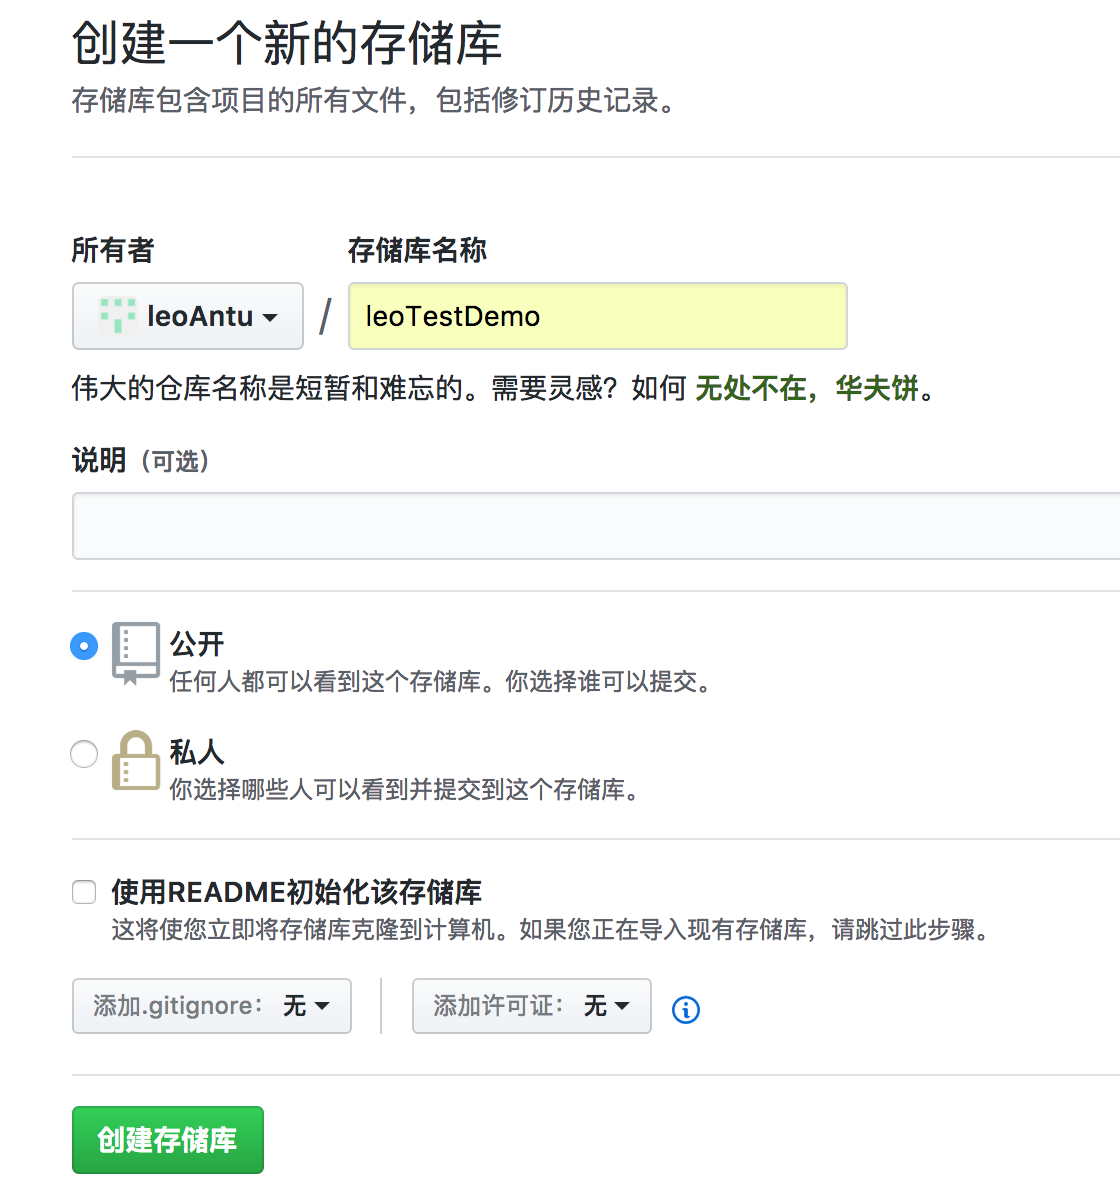 创建一个新的存储库
存储库包含项目的所有文件，包括修订历史记录。
所有者 存储库名称
leoAntu / leoTestDemo
伟大的仓库名称是短暂和难忘的。需要灵感？如何 无处不在，华夫饼。
说明（可选）
公开
任何人都可以看到这个存储库。你选择谁可以提交。
私人
你选择哪些人可以看到并提交到这个存储库。
使用README初始化该存储库
这将使您立即将存储库克隆到计算机。如果您正在导入现有存储库，请跳过此步骤。
添加.gitignore： 无 添加许可证： 无
创建存储库